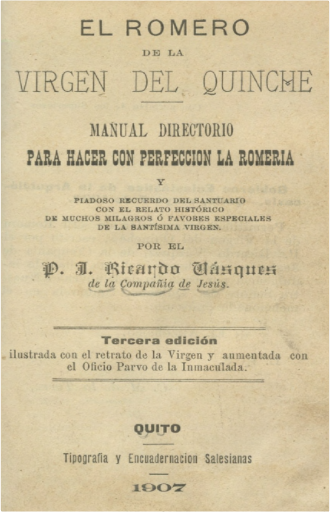 EL ROMERO
DE LA
VIRGEN DEL QUINCHE
MANUAL DIRECTORIO
PARA HACER CON PERFECCION LA ROMERIA
Y
PIADOSO RECUERDO DEL SANTUARIO
CON EL RELATO HISTÓRICO
DE MUCHOS MILAGROS Ó FAVORES ESPECIALES
DE LA SANTÍSIMA VIRGEN.
POR EL
P. J. Ricardo Vásques
de la Compañía de Jesús.
Tercera edición
ilustrada con el retrato de la Virgen y aumentada con
el Oficio Parvo de la Inmaculada.
QUITO
Tipografía y Encuadernacion Salesianas
1907